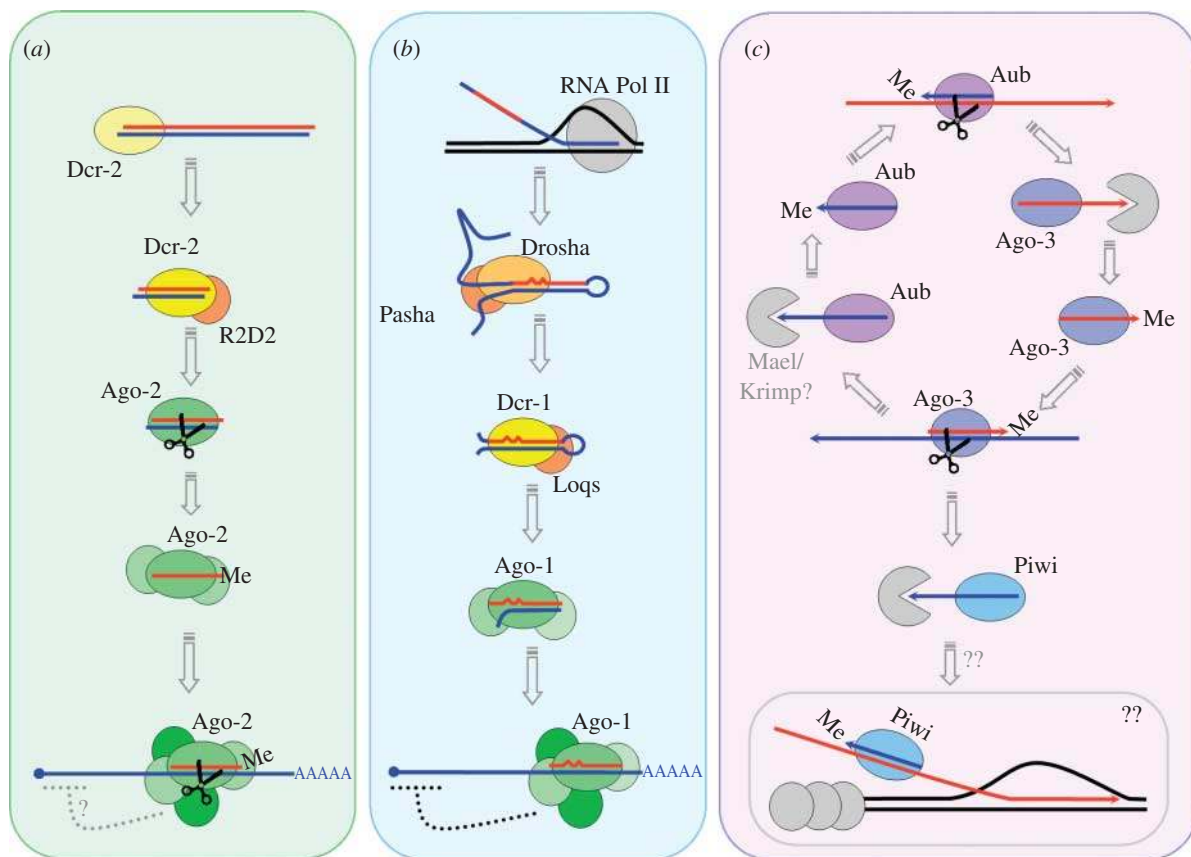 (a)
Dcr-2
Dcr-2
R2D2
Ago-2
Ago-2
Me
Ago-2
Me
AAAAA
?
(b)
RNA Pol II
Drosha
Pasha
Dcr-1
Loqs
Ago-1
Ago-1
AAAAA
(c)
Me
Aub
Aub
Me
Ago-3
Aub
Mael/
Krimp?
Ago-3
Me
Ago-3
Me
Piwi
??
??
Me
Piwi